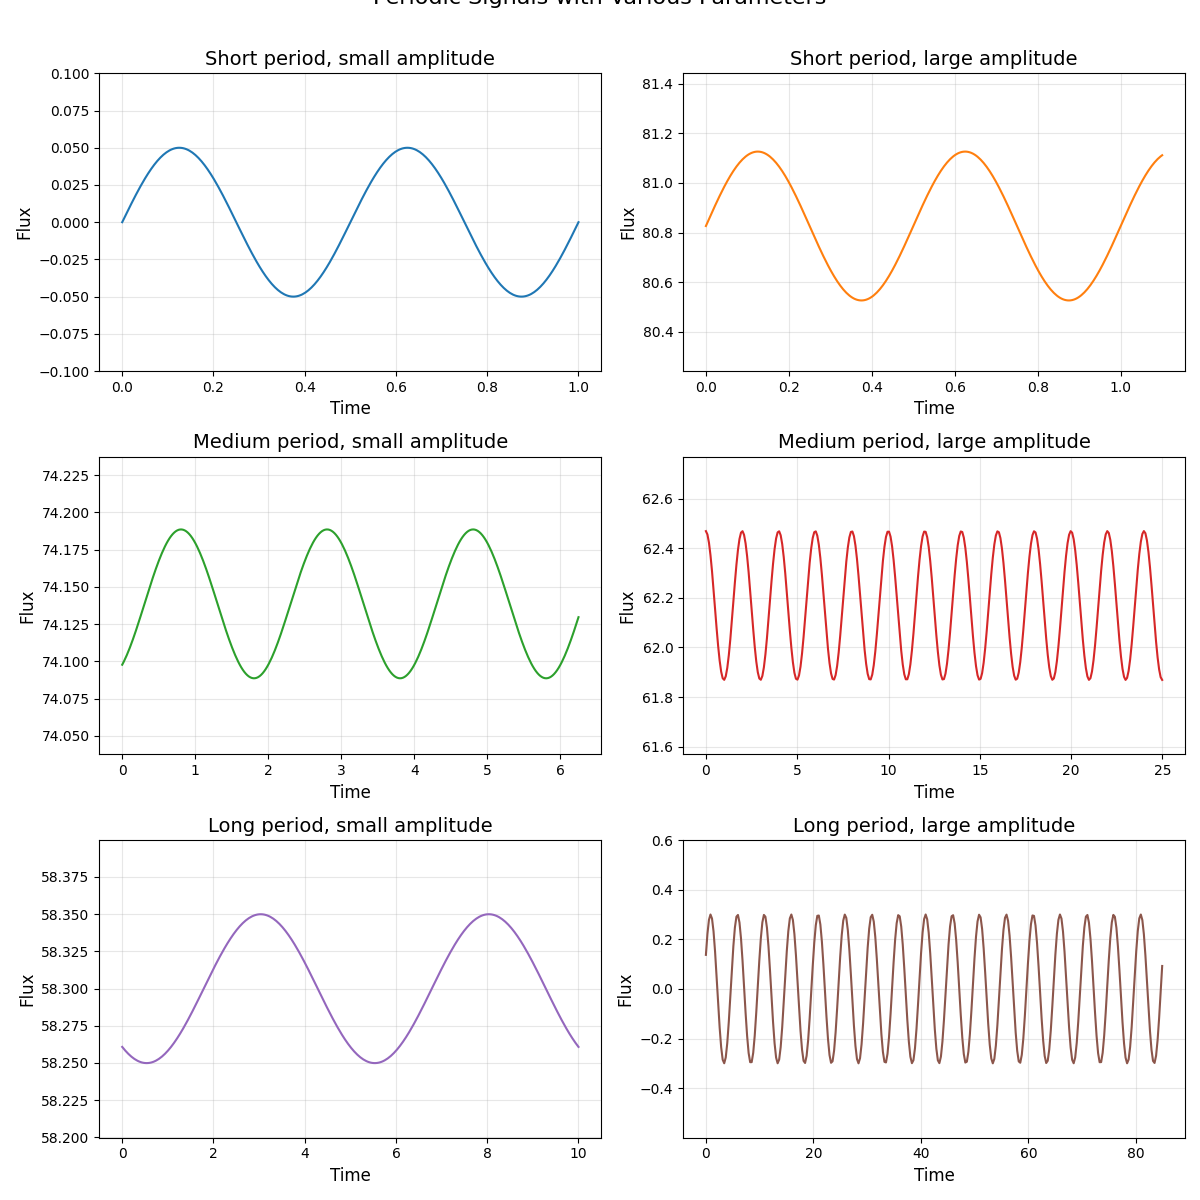 Periodic Signals with Various Parameters
Short period, small amplitude
0.100
0.075
0.050
0.025
0.000
−0.025
−0.050
−0.075
−0.100
Flux
0.0 0.2 0.4 0.6 0.8 1.0
Time
Short period, large amplitude
81.4
81.2
81.0
80.8
80.6
80.4
Flux
0.0 0.2 0.4 0.6 0.8 1.0
Time
Medium period, small amplitude
74.225
74.200
74.175
74.150
74.125
74.100
74.075
74.050
Flux
0 1 2 3 4 5 6
Time
Medium period, large amplitude
62.6
62.4
62.2
62.0
61.8
61.6
Flux
0 5 10 15 20 25
Time
Long period, small amplitude
58.375
58.350
58.325
58.300
58.275
58.250
58.225
58.200
Flux
0 2 4 6 8 10
Time
Long period, large amplitude
0.6
0.4
0.2
0.0
−0.2
−0.4
Flux
0 20 40 60 80
Time